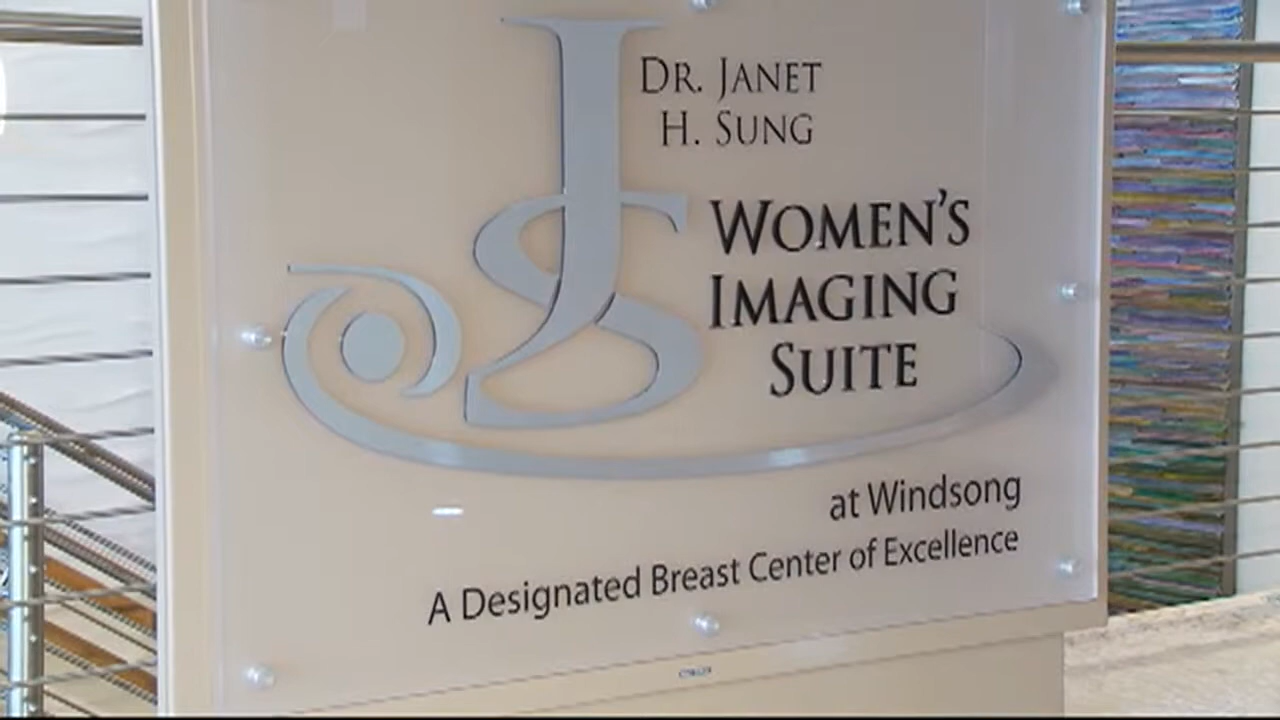 DR. JANET
H. SUNG
WOMEN'S
IMAGING
SUITE
at Windsong
A Designated Breast Center of Excellence